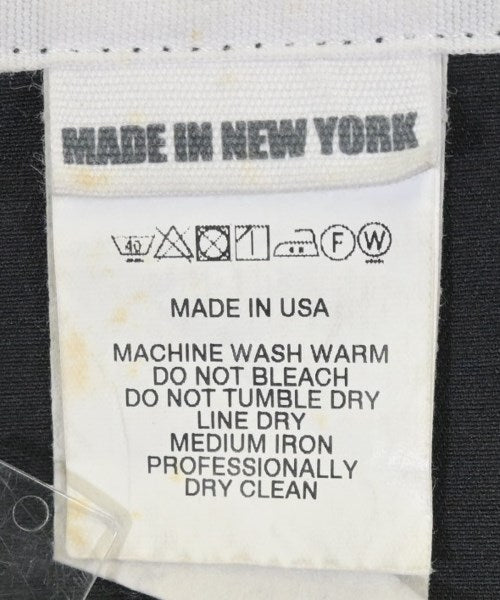 MADE IN NEW YORK
40 F W
MADE IN USA
MACHINE WASH WARM
DO NOT BLEACH
DO NOT TUMBLE DRY
LINE DRY
MEDIUM IRON
PROFESSIONALLY
DRY CLEAN